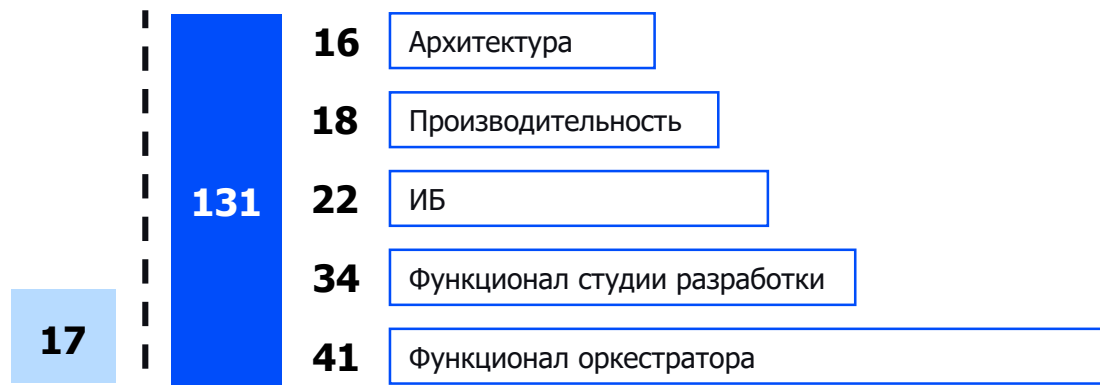 16 Архитектура
18 Производительность
131
22 ИБ
34 Функционал студии разработки
17
41 Функционал оркестратора